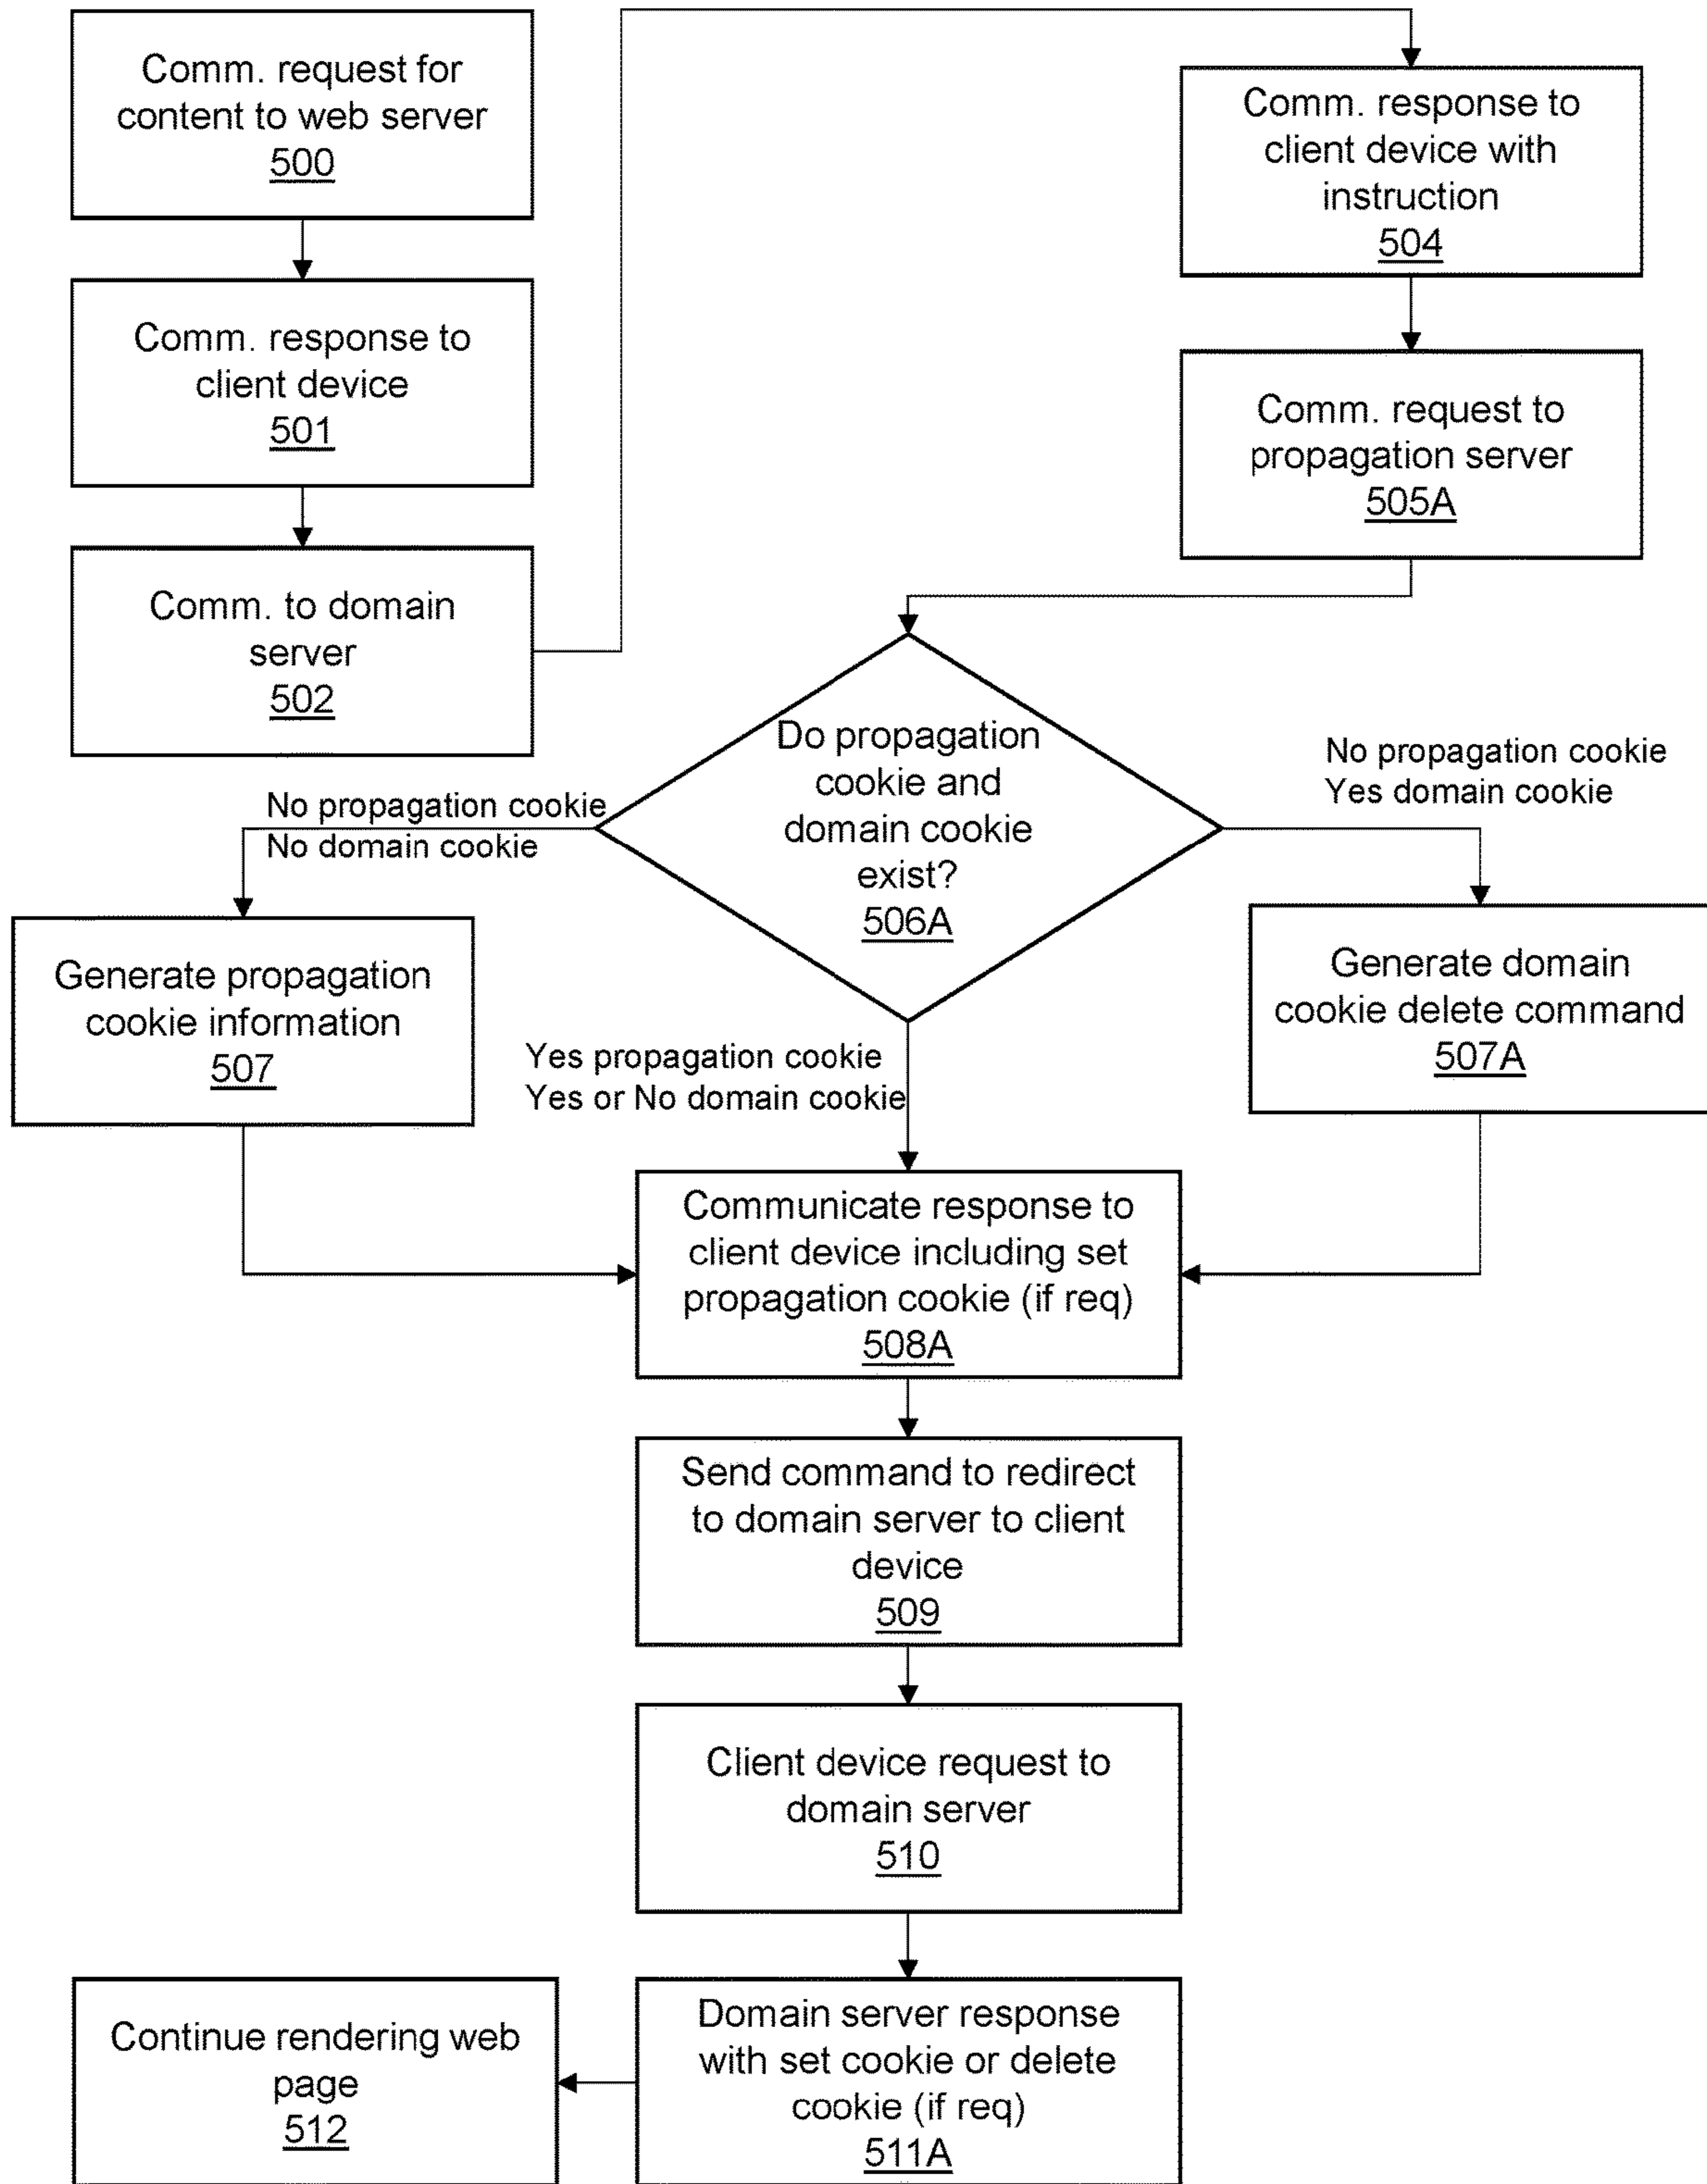 Comm. request for
content to web server
500
Comm. response to
client device
501
Comm. to domain
server
502
Comm. response to
client device with
instruction
504
Comm. request to
propagation server
505A
Do propagation
cookie and
domain cookie
exist?
506A
No propagation cookie
No domain cookie
No propagation cookie
Yes domain cookie
Generate propagation
cookie information
507
Yes propagation cookie
Yes or No domain cookie
Generate domain
cookie delete command
507A
Communicate response to
client device including set
propagation cookie (if req)
508A
Send command to redirect
to domain server to client
device
509
Client device request to
domain server
510
Domain server response
with set cookie or delete
cookie (if req)
511A
Continue rendering web
page
512